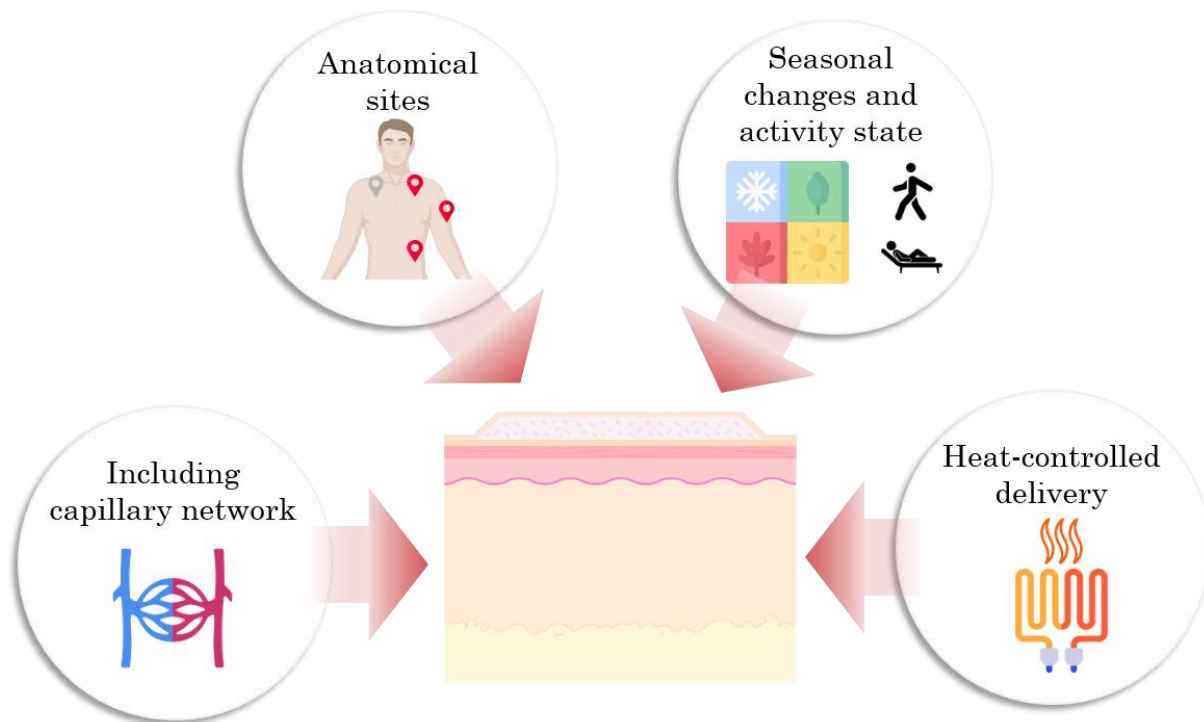 Anatomical
sites
Seasonal
changes and
activity state
Including
capillary network
Heat-controlled
delivery